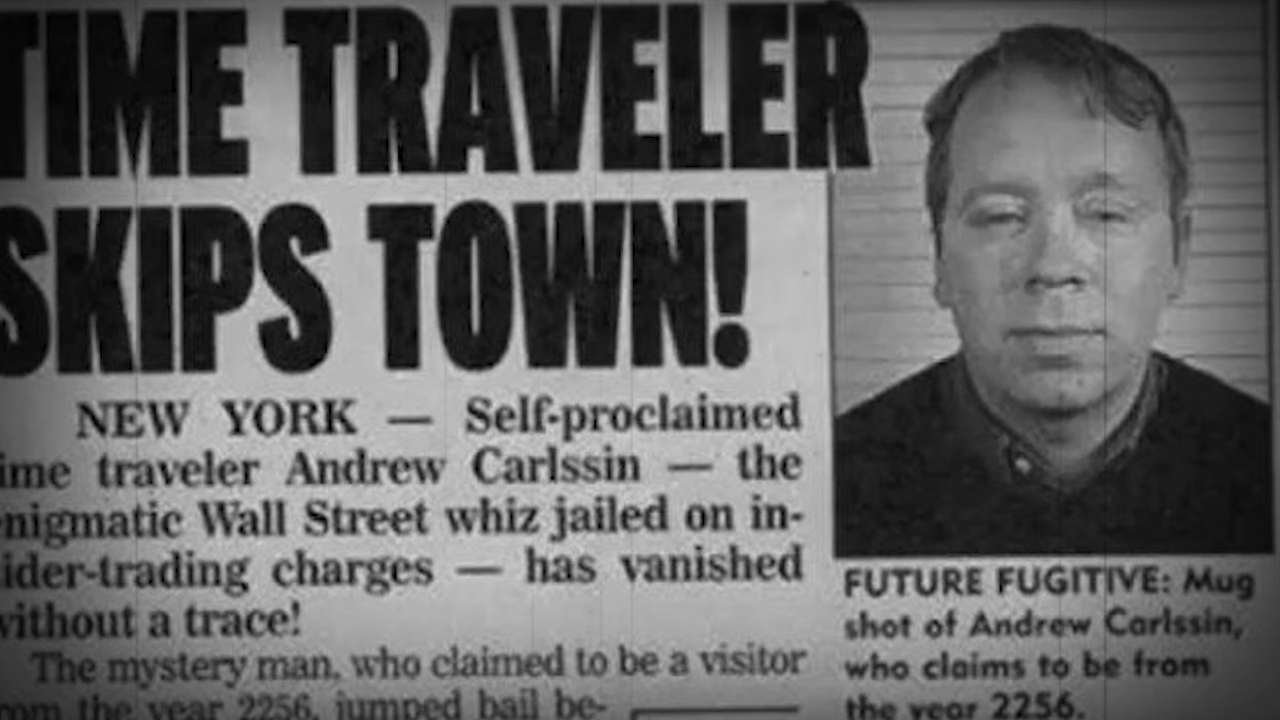 TIME TRAVELER
SKIPS TOWN!
NEW YORK — Self-proclaimed
ime traveler Andrew Carlssin — the
enigmatic Wall Street whiz jailed on in-
ider-trading charges — has vanished
without a trace!
The mystery man, who claimed to be a visitor
rom the year 2256, jumped bail be-
FUTURE FUGITIVE: Mug
shot of Andrew Carlssin,
who claims to be from
the year 2256.